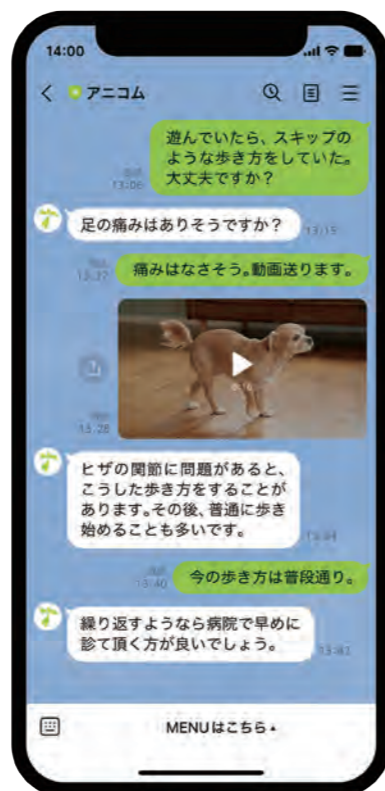 14:00
アニコム
遊んでいたら、スキップの
ような歩き方をしていた。
大丈夫ですか?
13:06
足の痛みはありそうですか?
13:15
痛みはなさそう。動画送ります。
13:27
13:28
ヒザの関節に問題があると、
こうした歩き方をすることが
あります。その後、普通に歩き
始めることも多いです。
今の歩き方は普段通り。
13:40
繰り返すようなら病院で早めに
診て頂く方が良いでしょう。
MENUはこちら▲